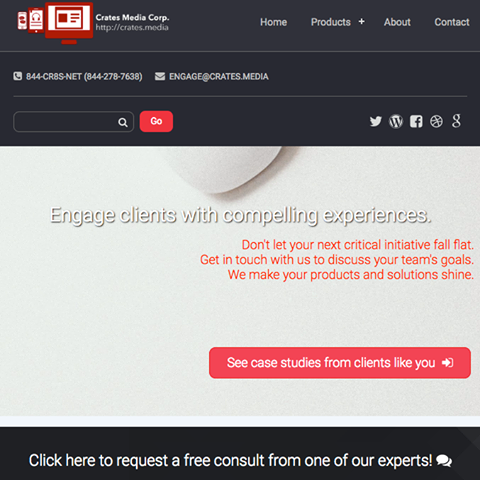 Crates Media Corp.
http://crates.media
Home Products + About Contact
844-CR8S-NET (844-278-7638) ENGAGE@CRATES.MEDIA
Go
Engage clients with compelling experiences.
Don't let your next critical initiative fall flat.
Get in touch with us to discuss your team's goals.
We make your products and solutions shine.
See case studies from clients like you
Click here to request a free consult from one of our experts!